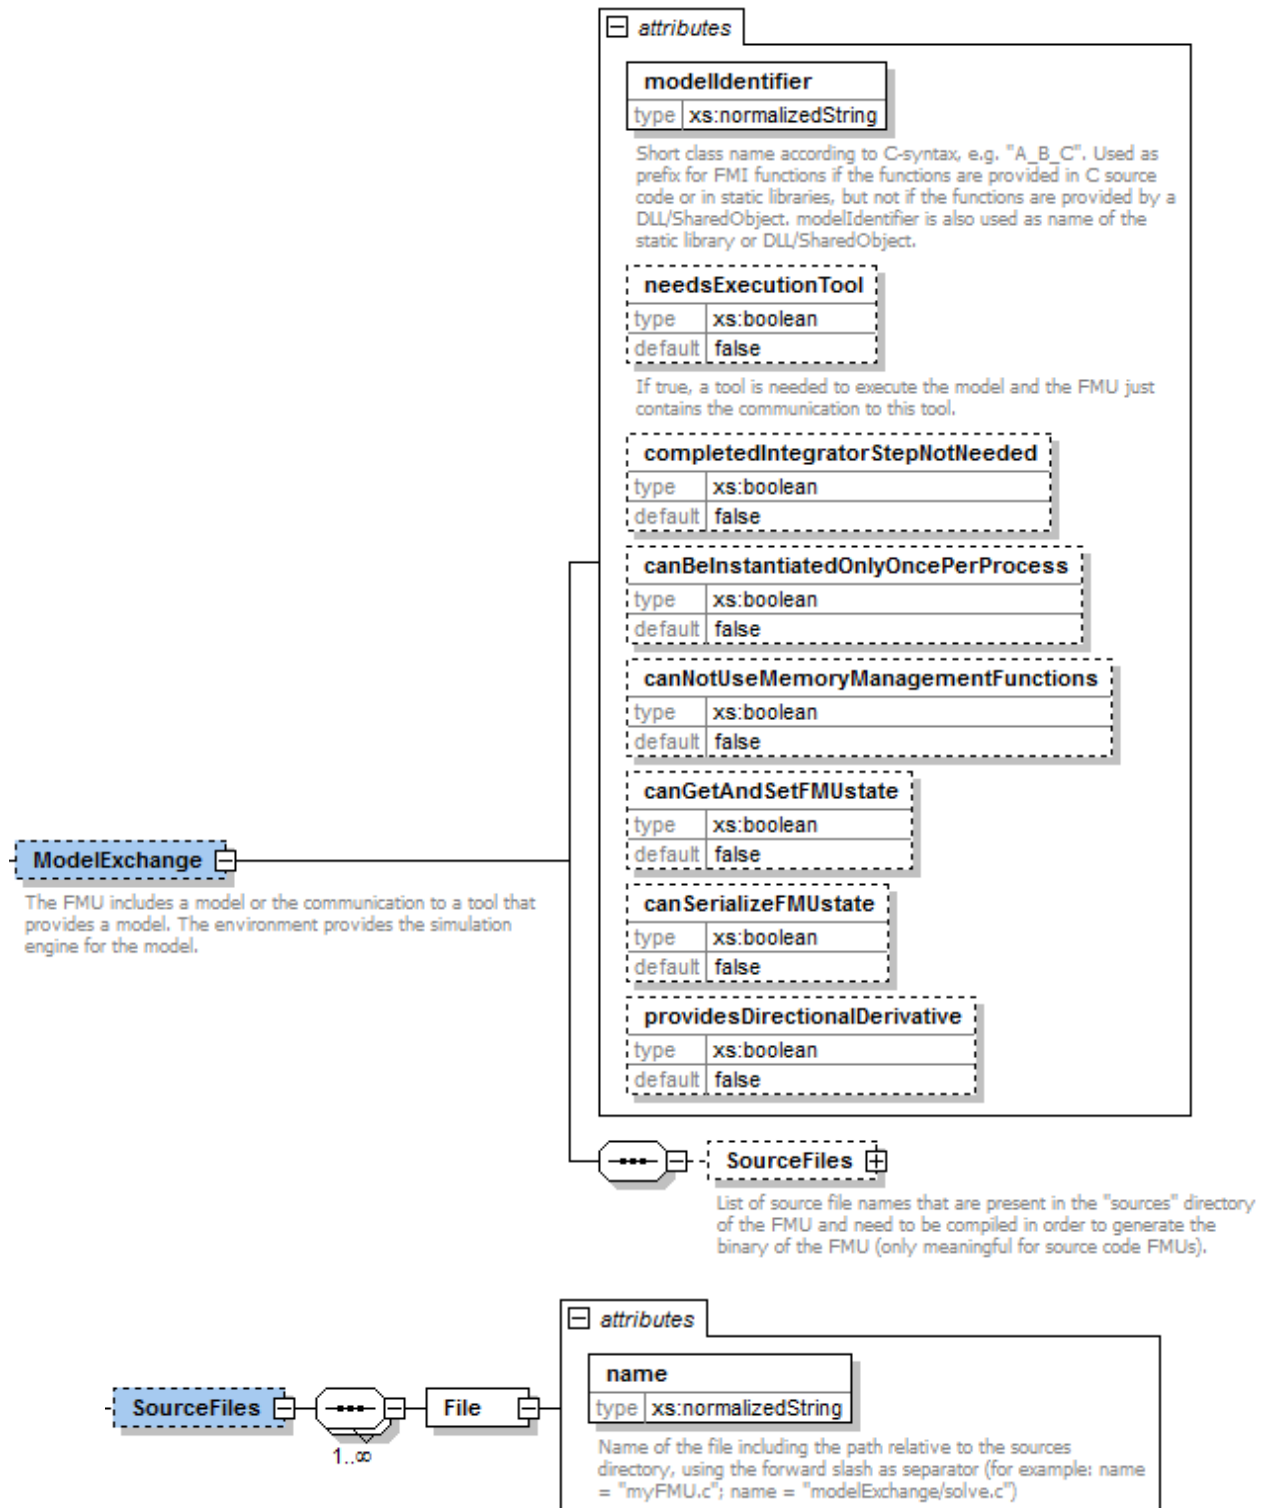 attributes
modelIdentifier
type xs:normalizedString
Short class name according to C-syntax, e.g. "A_B_C". Used as
prefix for FMI functions if the functions are provided in C source
code or in static libraries, but not if the functions are provided by a
DLL/SharedObject. modelIdentifier is also used as name of the
static library or DLL/SharedObject.
needsExecutionTool
type xs:boolean
default false
If true, a tool is needed to execute the model and the FMU just
contains the communication to this tool.
completedIntegratorStepNotNeeded
type xs:boolean
default false
canBeInstantiatedOnlyOncePerProcess
type xs:boolean
default false
canNotUseMemoryManagementFunctions
type xs:boolean
default false
canGetAndSetFMUstate
type xs:boolean
default false
ModelExchange
The FMU includes a model or the communication to a tool that
provides a model. The environment provides the simulation
engine for the model.
canSerializeFMUstate
type xs:boolean
default false
providesDirectionalDerivative
type xs:boolean
default false
SourceFiles
List of source file names that are present in the "sources" directory
of the FMU and need to be compiled in order to generate the
binary of the FMU (only meaningful for source code FMUs).
attributes
name
type xs:normalizedString
SourceFiles
1..∞
File
Name of the file including the path relative to the sources
directory, using the forward slash as separator (for example: name
= "myFMU.c"; name = "modelExchange/solve.c")